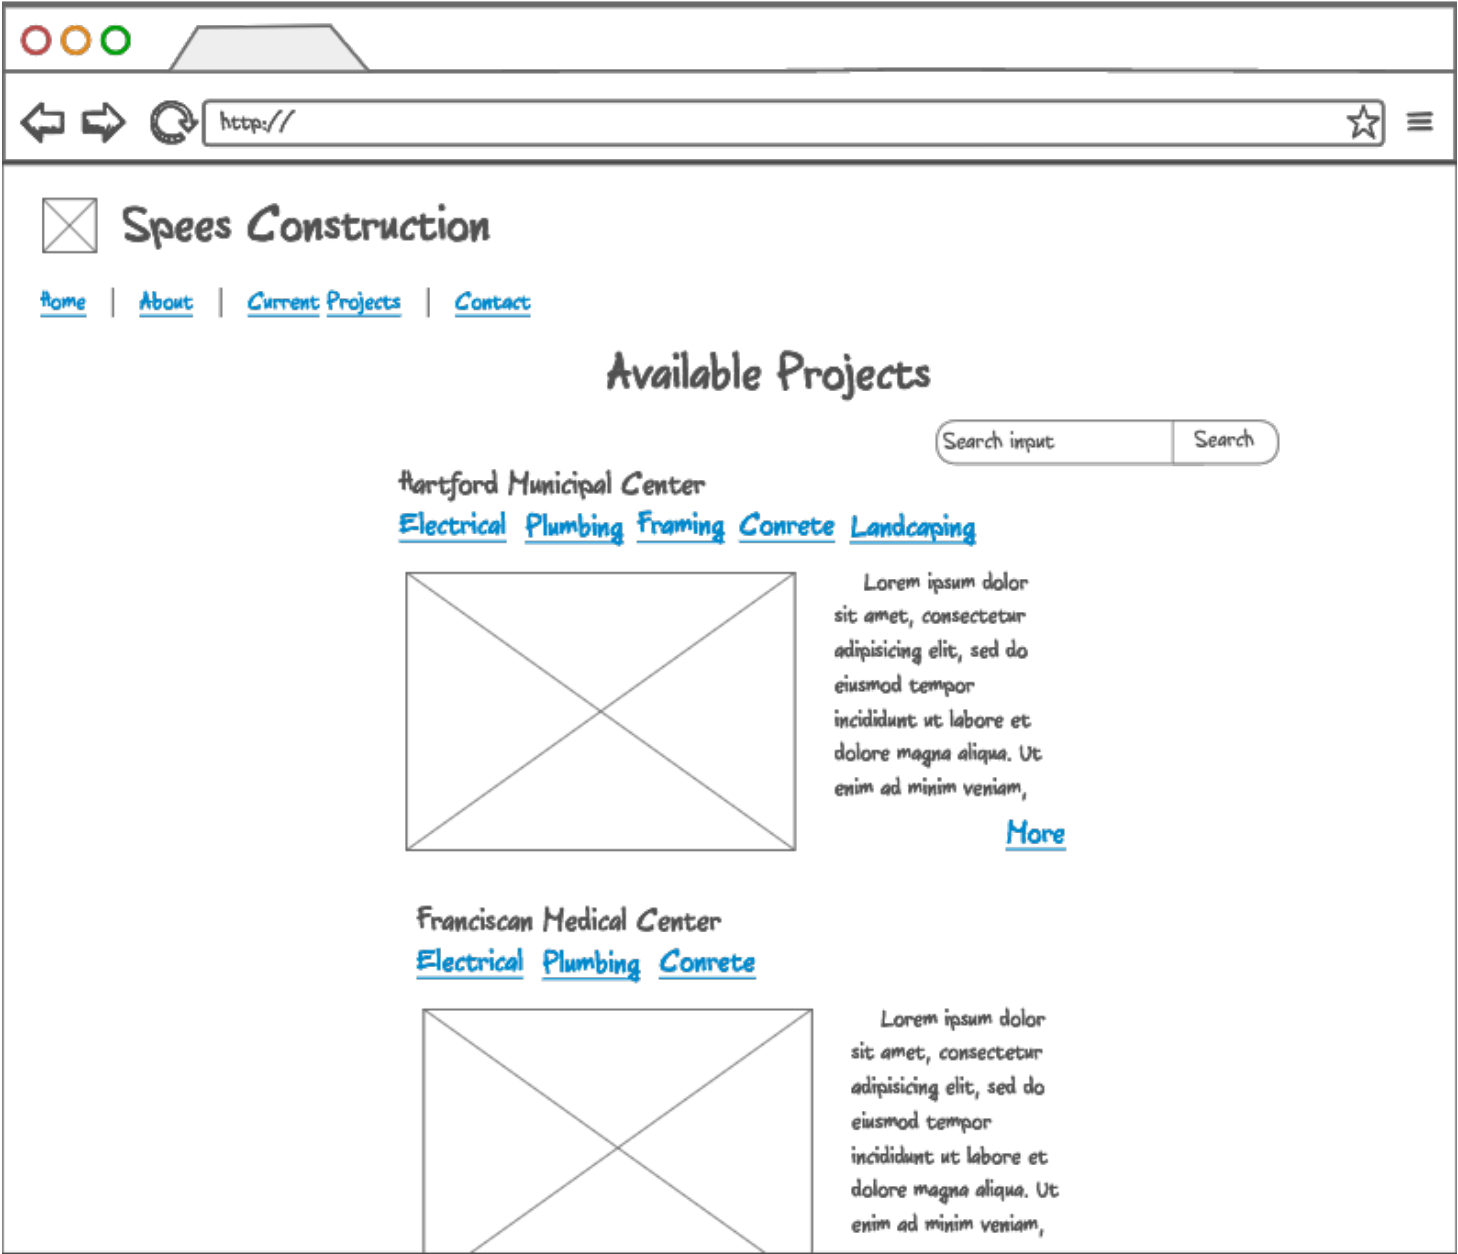 http://
Spees Construction
Home | About | Current Projects | Contact
Available Projects
Search input Search
Hartford Municipal Center
Electrical Plumbing Framing Conrete Landcaping
Lorem ipsum dolor
sit amet, consectetur
adipisicing elit, sed do
eiusmod tempor
incididunt ut labore et
dolore magna aliqua. Ut
enim ad minim veniam,
More
Franciscan Medical Center
Electrical Plumbing Conrete
Lorem ipsum dolor
sit amet, consectetur
adipisicing elit, sed do
eiusmod tempor
incididunt ut labore et
dolore magna aliqua. Ut
enim ad minim veniam,